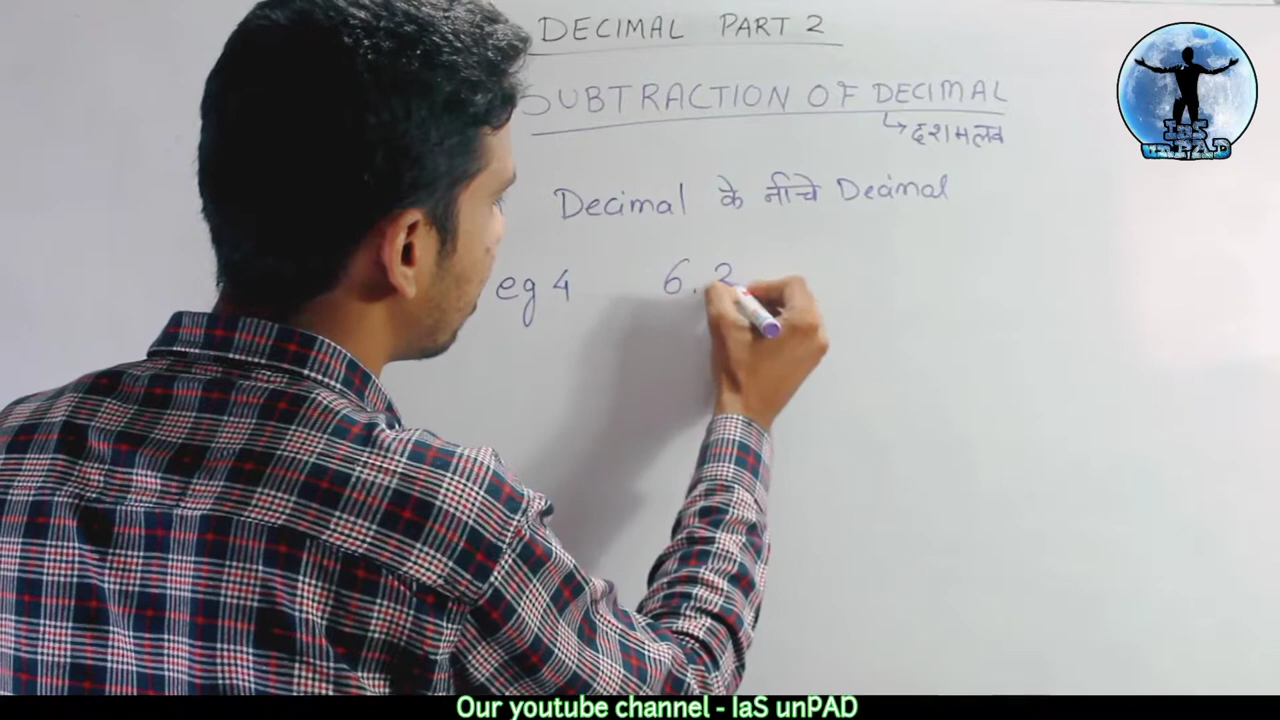 DECIMAL PART 2
SUBTRACTION OF DECIMAL
↳ दशमलव
Decimal के नीचे Decimal
eg 4 6.
IaS
unPAD
Our youtube channel - IaS unPAD